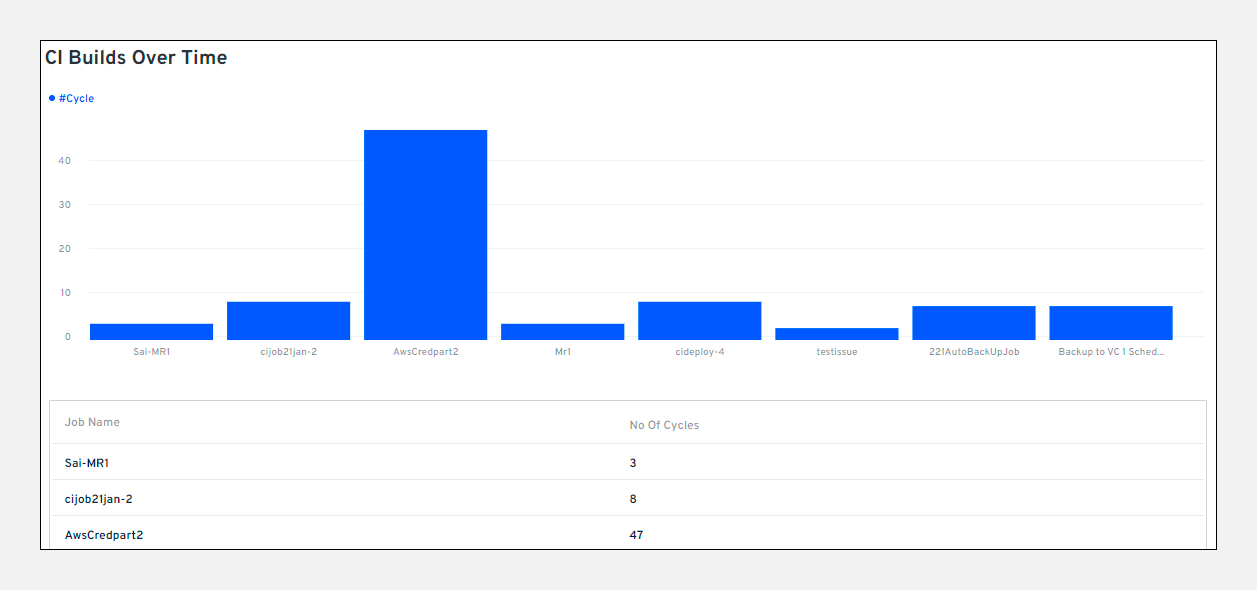 CI Builds Over Time
#Cycle
40
30
20
10
0
Sai-MR1 cijob21jan-2 AwsCredpart2 Mr1 cideploy-4 testissue 221AutoBackUpJob Backup to VC 1 Sched...
Job Name No Of Cycles
Sai-MR1 3
cijob21jan-2 8
AwsCredpart2 47